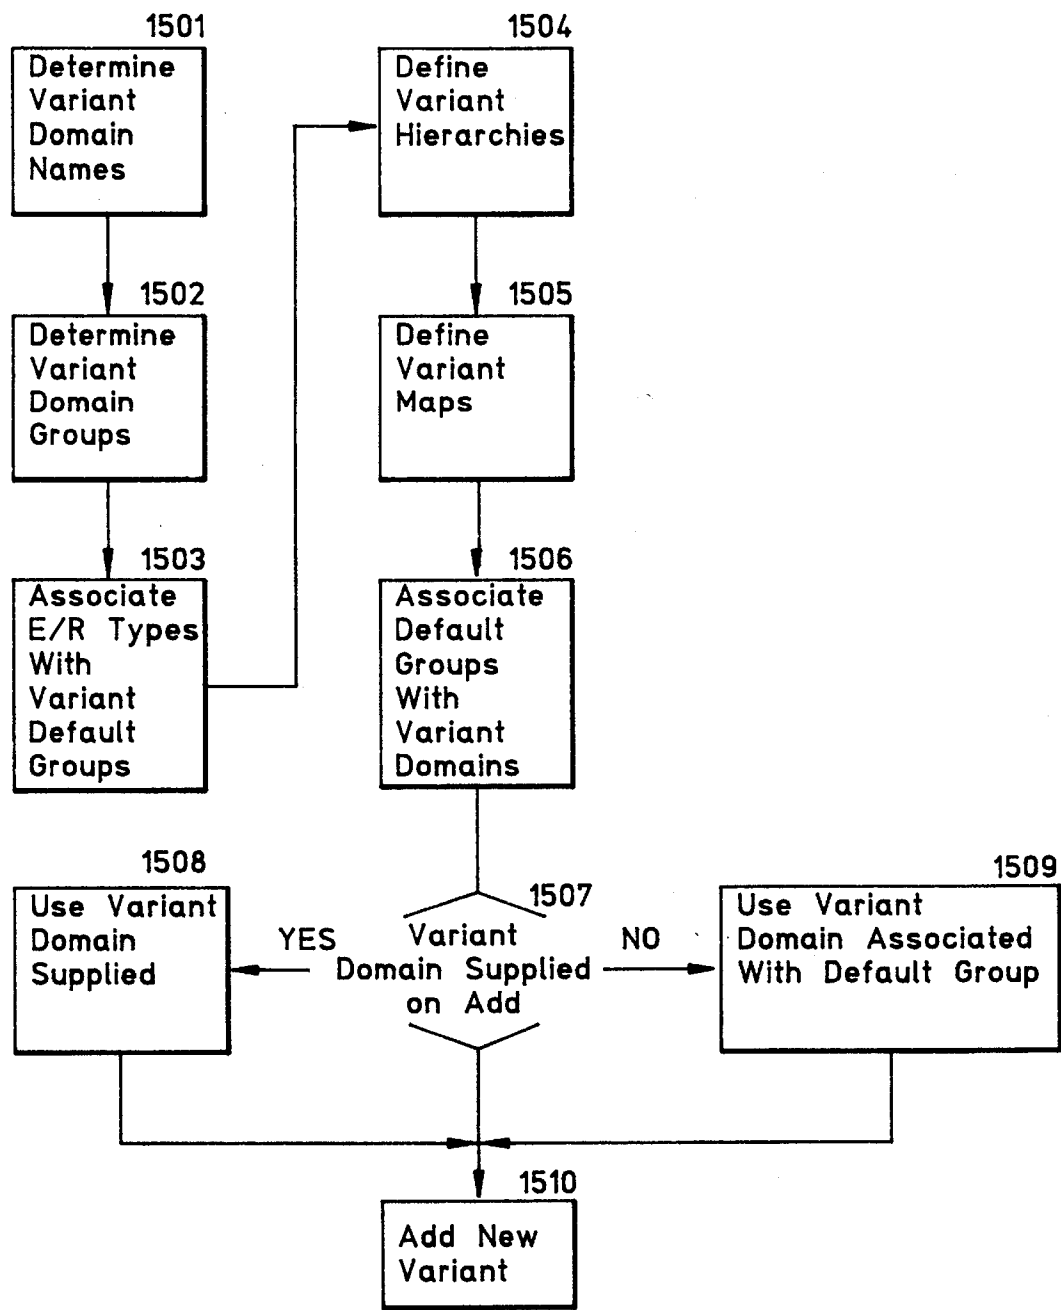 1501
Determine
Variant
Domain
Names
1502
Determine
Variant
Domain
Groups
1503
Associate
E/R Types
With
Variant
Default
Groups
1504
Define
Variant
Hierarchies
1505
Define
Variant
Maps
1506
Associate
Default
Groups
With
Variant
Domains
1507
Variant
Domain Supplied
on Add
YES
NO
1508
Use Variant
Domain
Supplied
1509
Use Variant
Domain Associated
With Default Group
1510
Add New
Variant